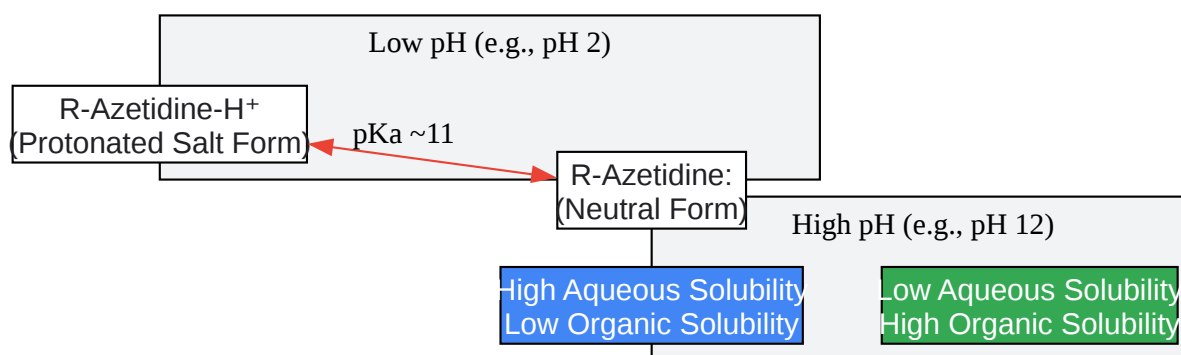 Low pH (e.g., pH 2)
R-Azetidine-H⁺
(Protonated Salt Form)
pKa ~11
R-Azetidine:
(Neutral Form)
High pH (e.g., pH 12)
High Aqueous Solubility
Low Organic Solubility
Low Aqueous Solubility
High Organic Solubility